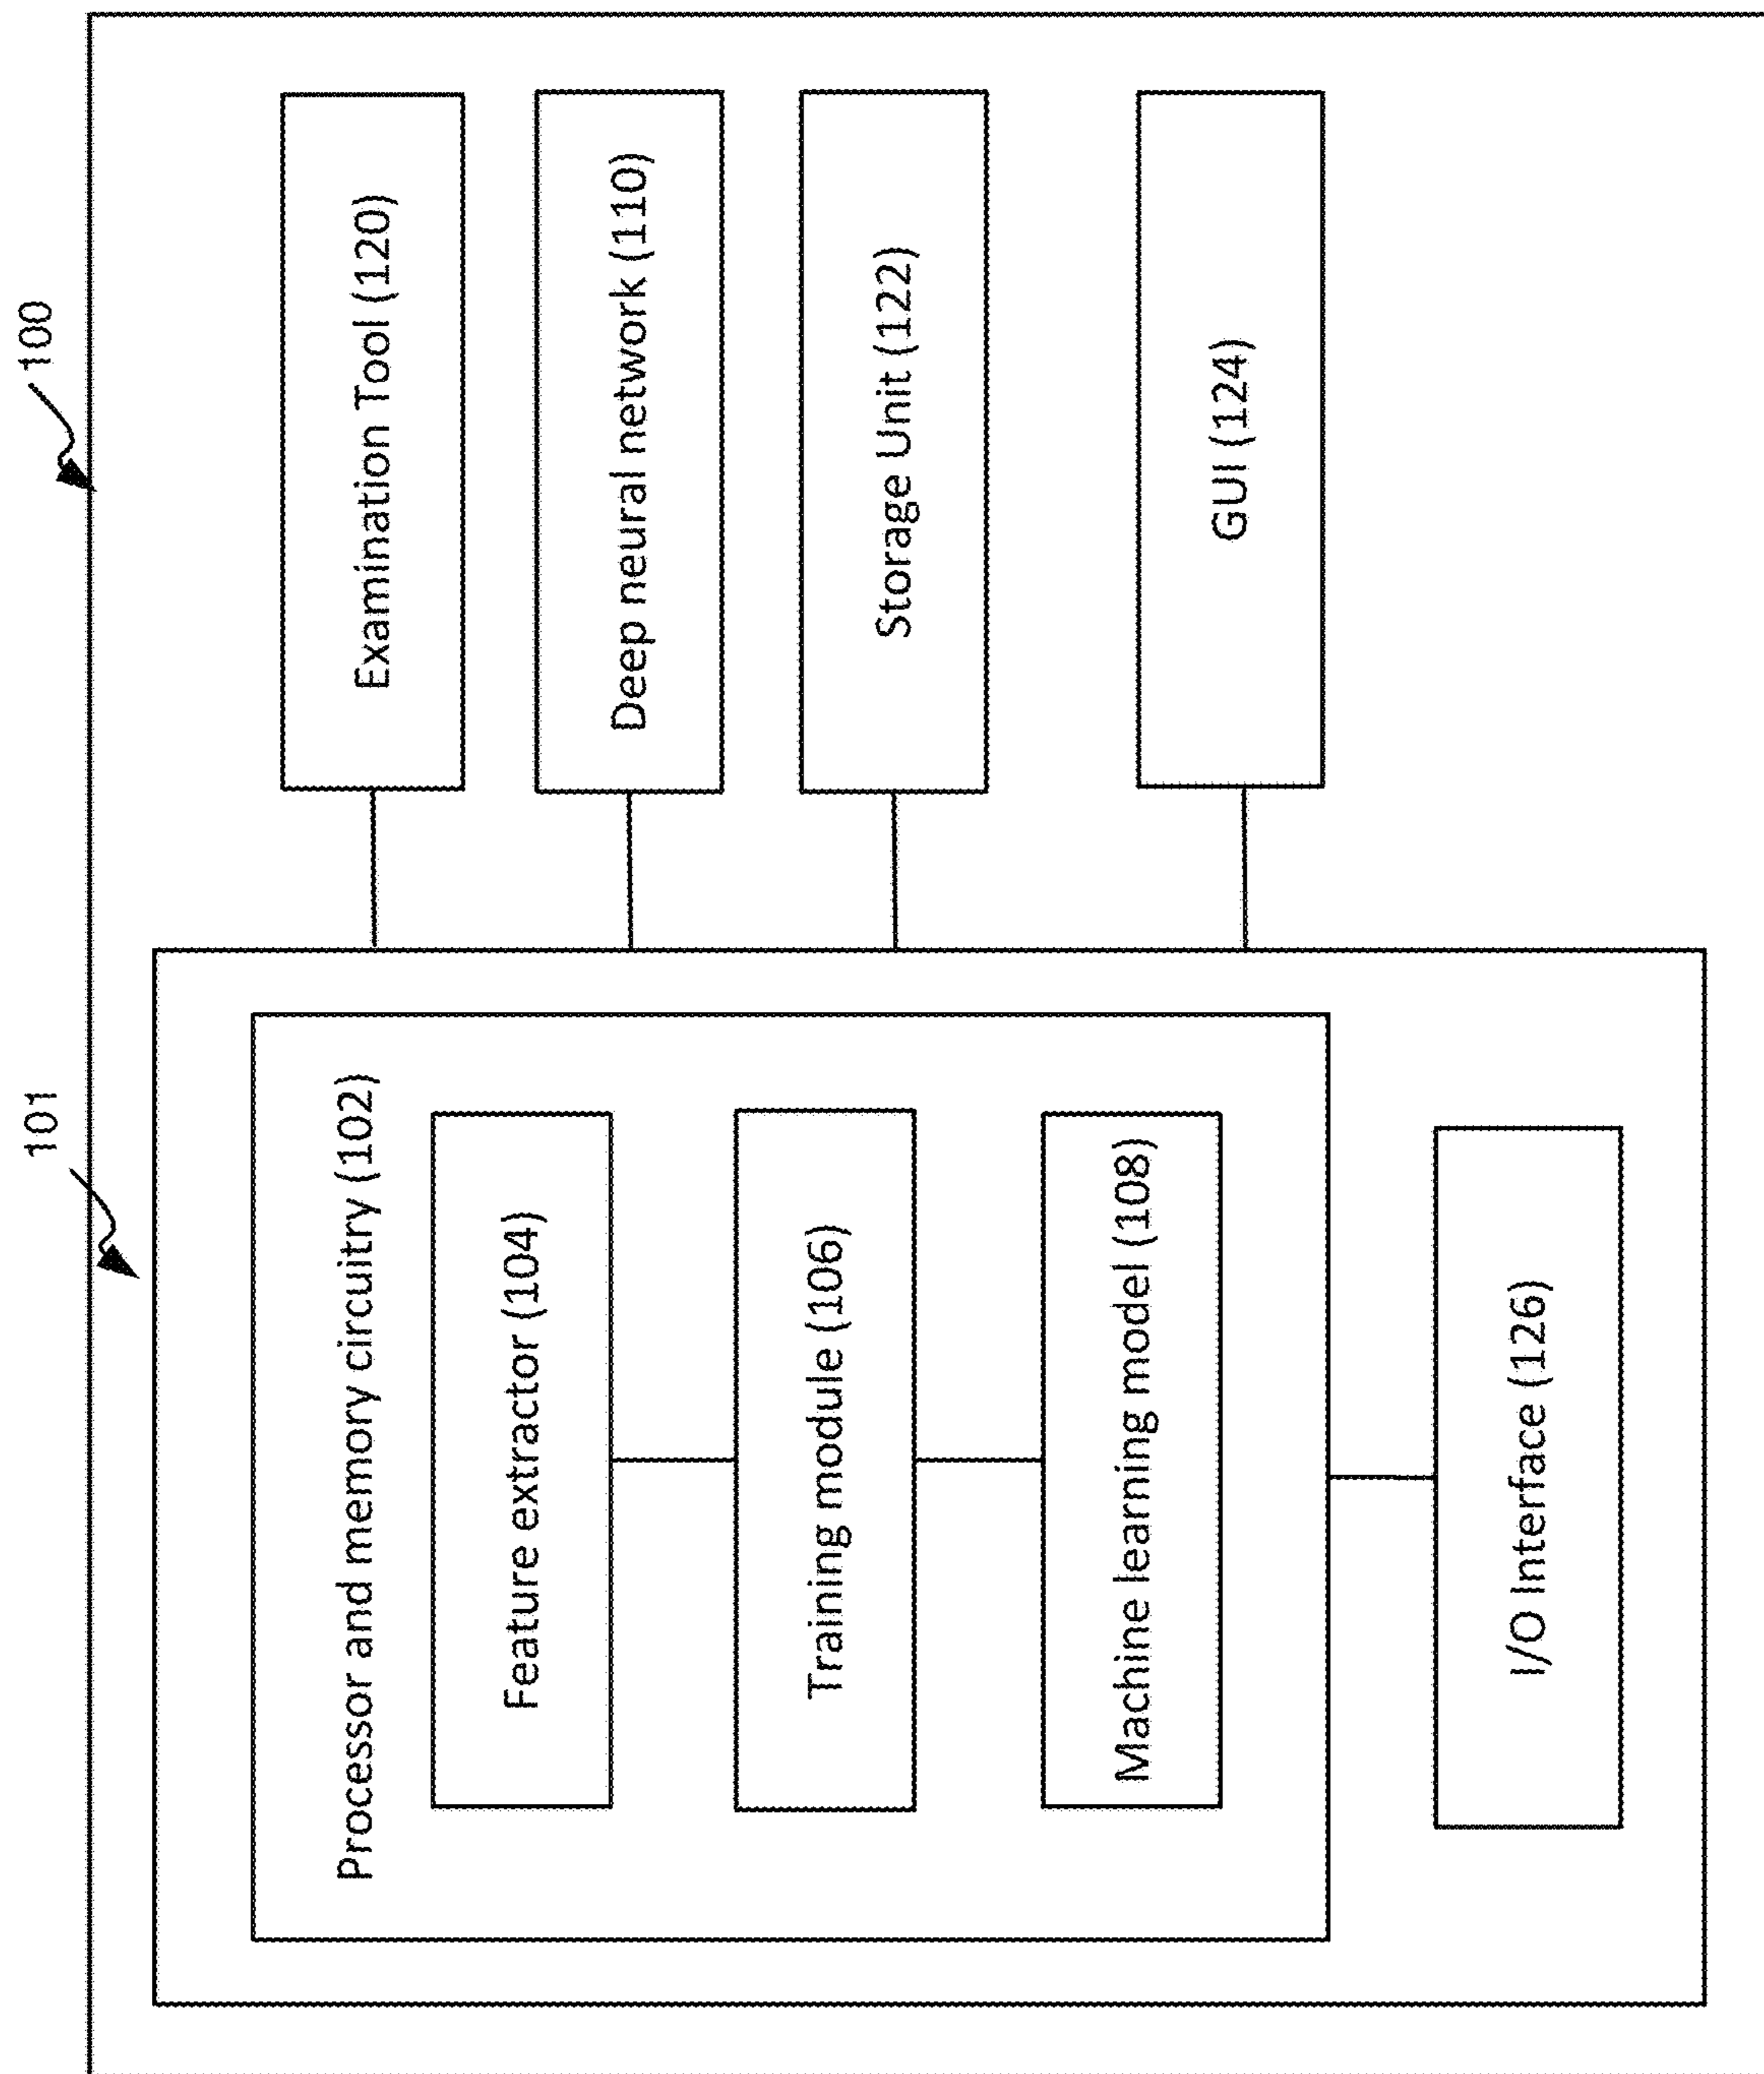 100
101
Processor and memory circuitry (102)
Feature extractor (104)
Training module (106)
Machine learning model (108)
I/O Interface (126)
Examination Tool (120)
Deep neural network (110)
Storage Unit (122)
GUI (124)